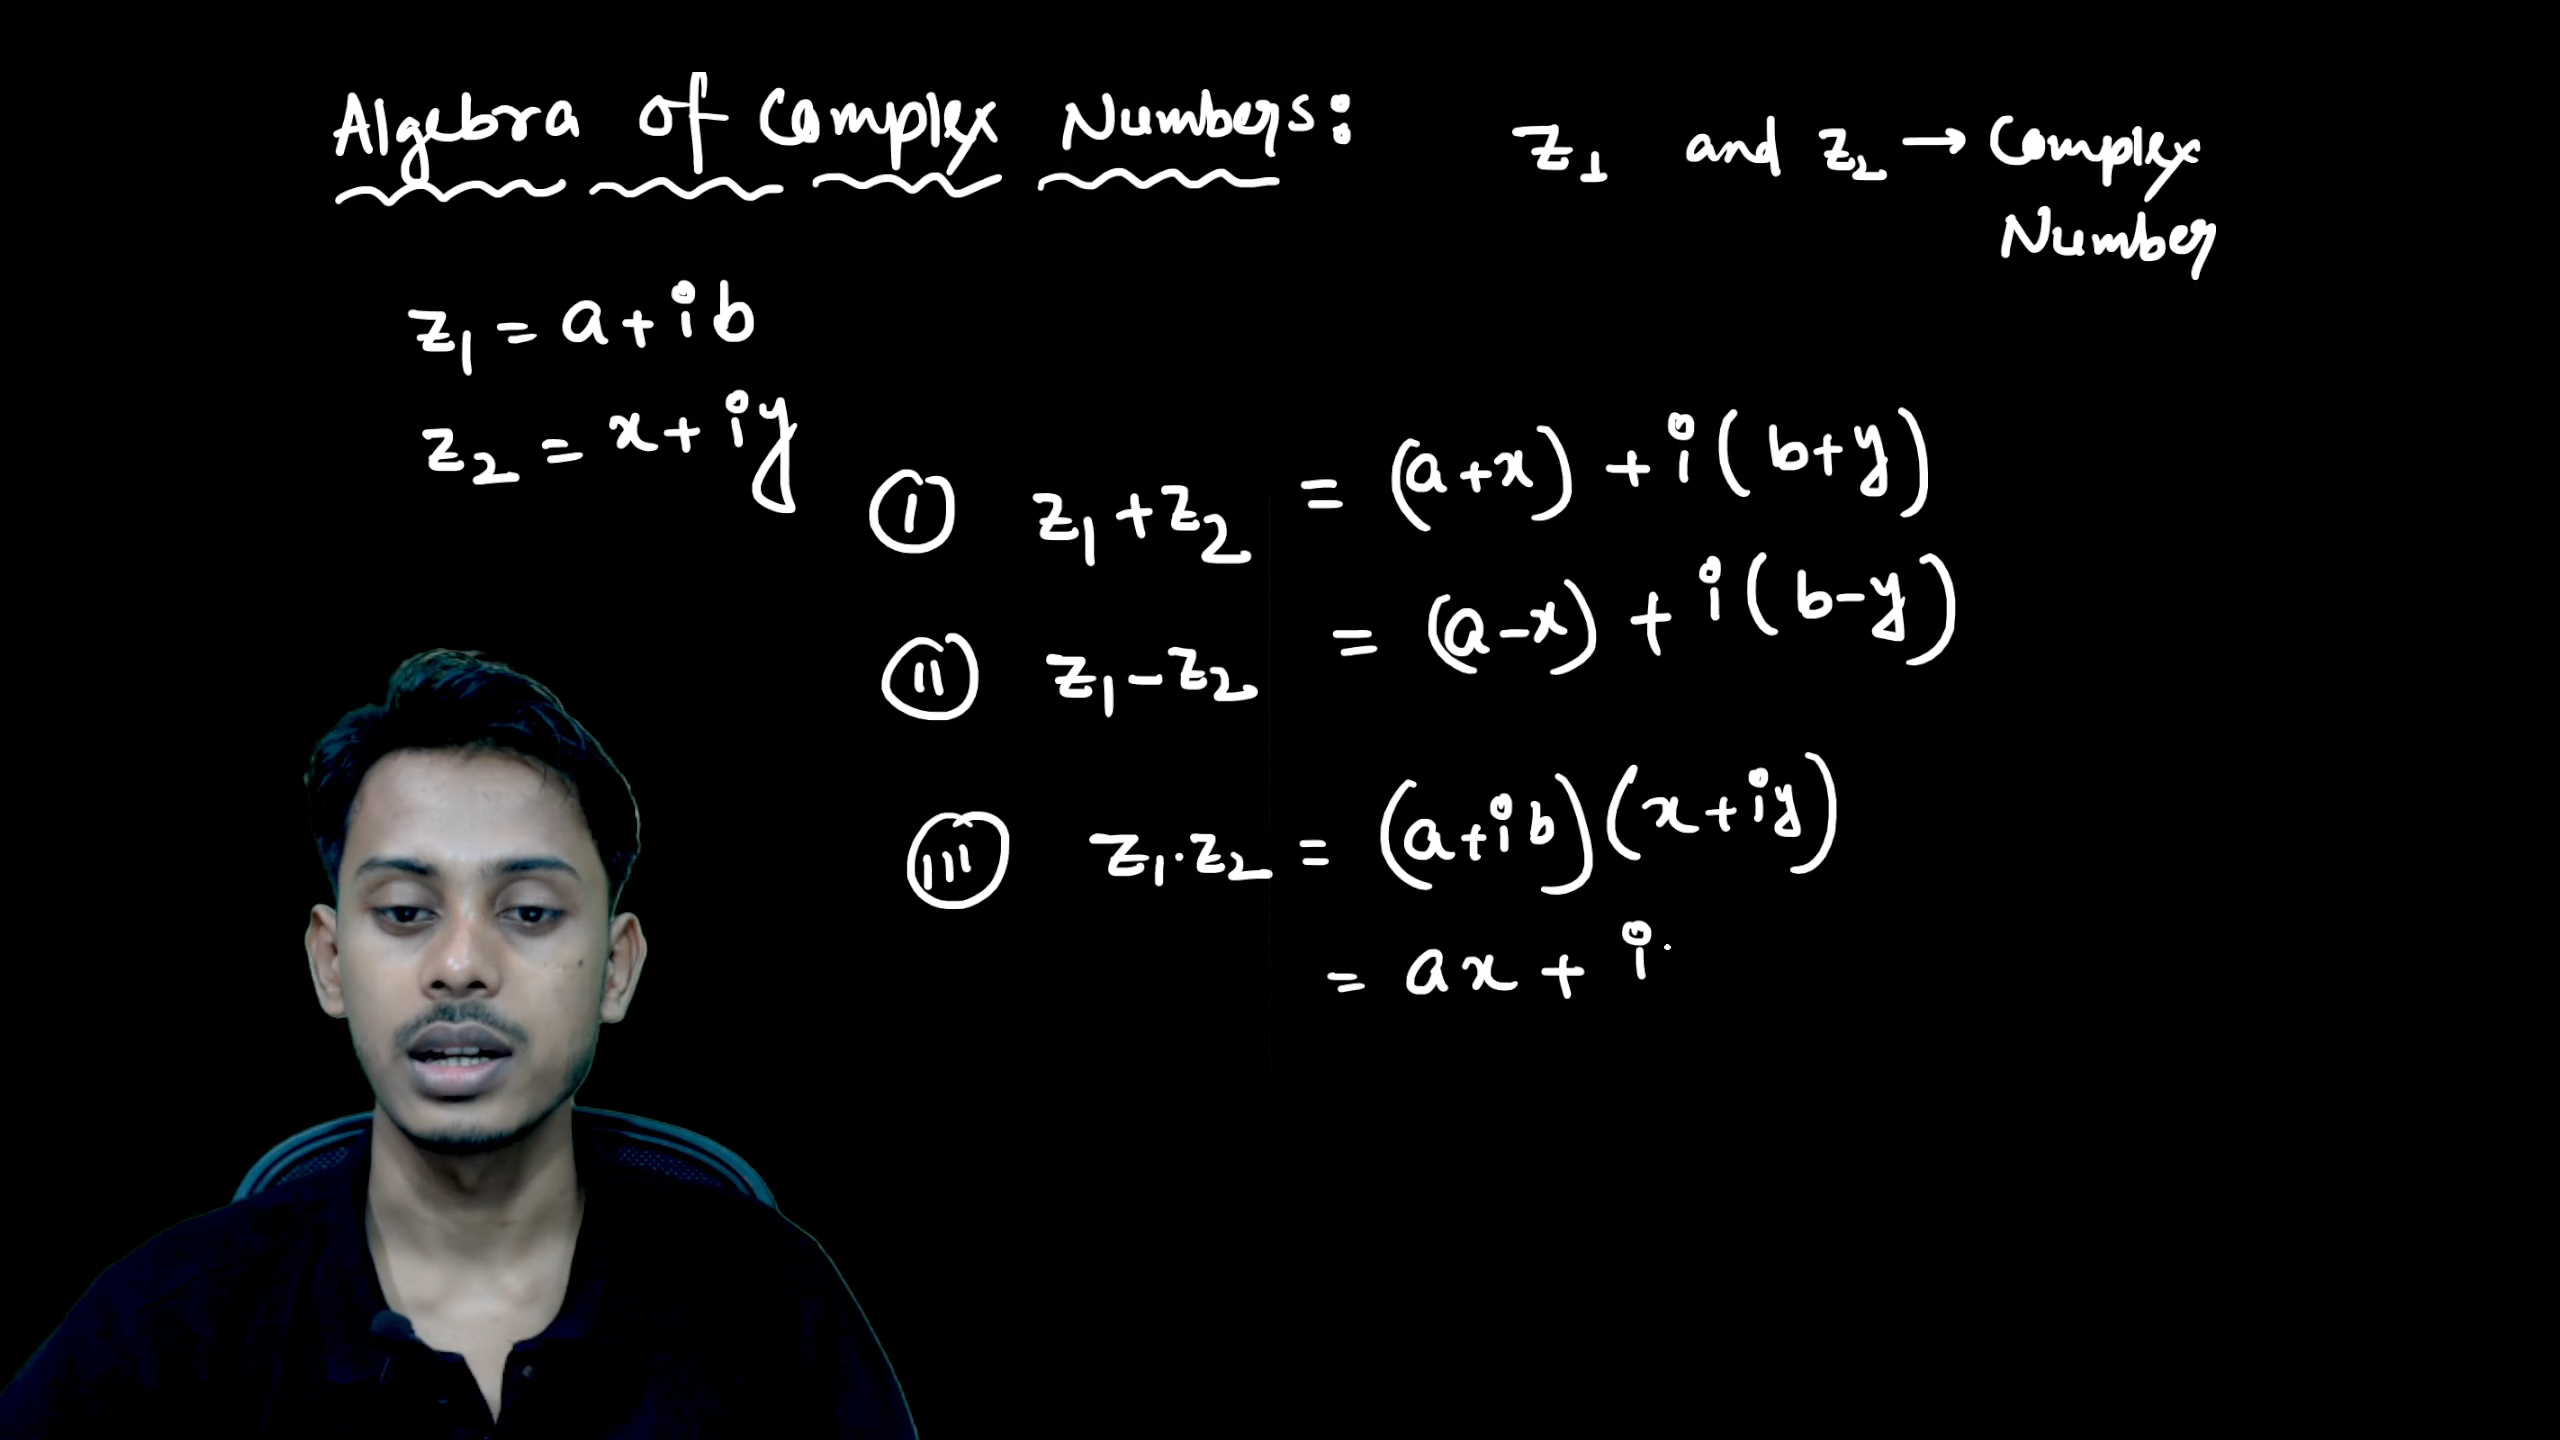 Algebra of Complex Numbers:
z₁ and z₂ → Complex
Number
z₁ = a + ib
z₂ = x + iy
(i) z₁ + z₂ = (a+x) + i(b+y)
(ii) z₁ - z₂ = (a-x) + i(b-y)
(iii) z₁.z₂ = (a+ib)(x+iy)
= ax + i